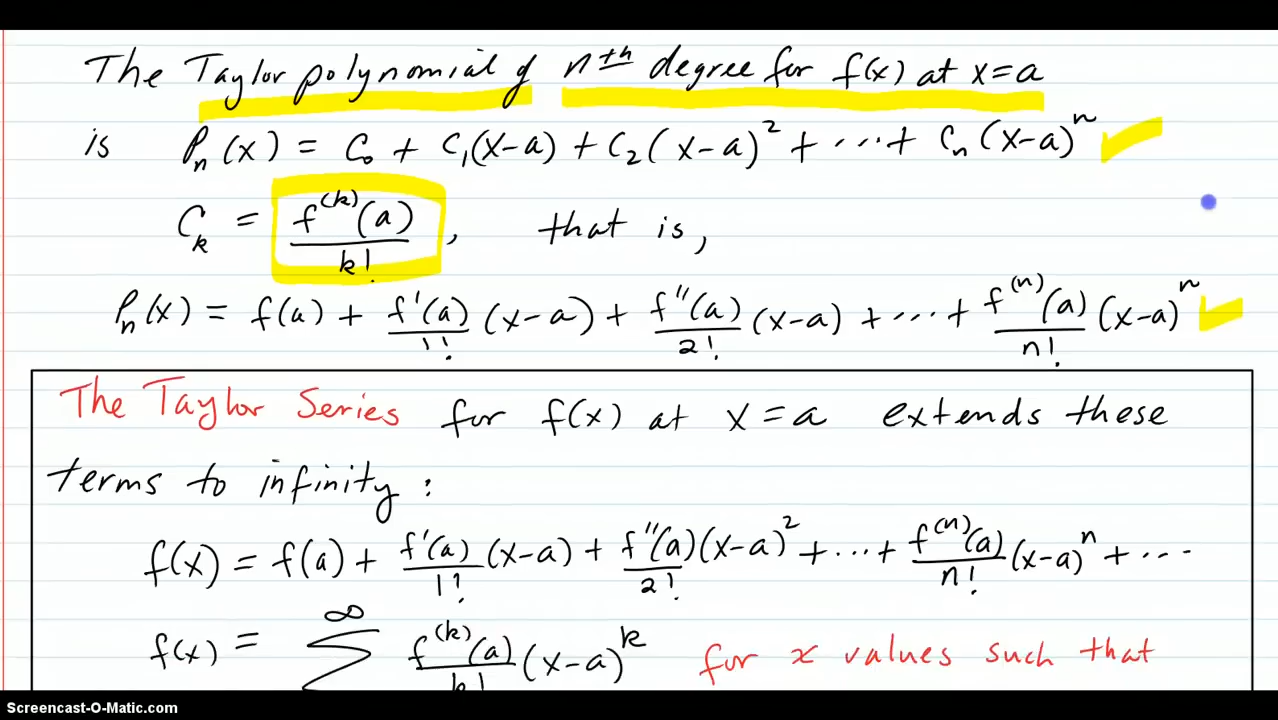 The Taylor polynomial of nth degree for f(x) at x=a
is Pₙ(x) = C₀ + C₁(x-a) + C₂(x-a)² + ... + Cₙ(x-a)ⁿ
Cₖ = f⁽ᵏ⁾(a)/k! , that is,
Pₙ(x) = f(a) + f'(a)/1! (x-a) + f''(a)/2! (x-a) + ... + f⁽ⁿ⁾(a)/n! (x-a)ⁿ
The Taylor Series for f(x) at x=a extends these
terms to infinity :
f(x) = f(a) + f'(a)/1! (x-a) + f''(a)/2! (x-a)² + ... + f⁽ⁿ⁾(a)/n! (x-a)ⁿ + ...
f(x) = ∞ Σ f⁽ᵏ⁾(a)/k! (x-a)ᵏ for x values such that
Screencast-O-Matic.com